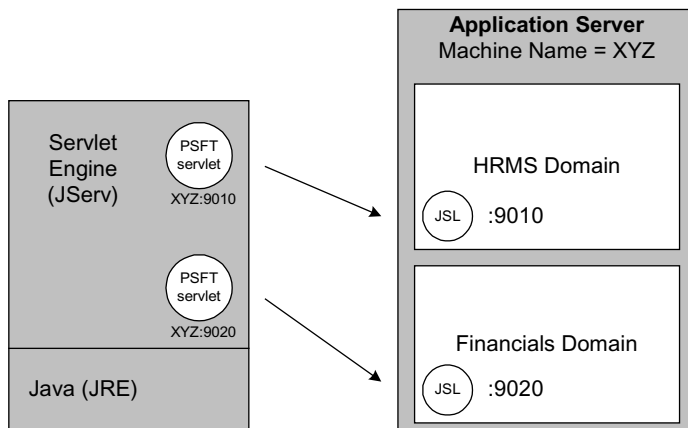 Application Server
Machine Name = XYZ
Servlet
Engine
(JServ)
PSFT
servlet
XYZ:9010
PSFT
servlet
XYZ:9020
Java (JRE)
HRMS Domain
JSL :9010
Financials Domain
JSL :9020